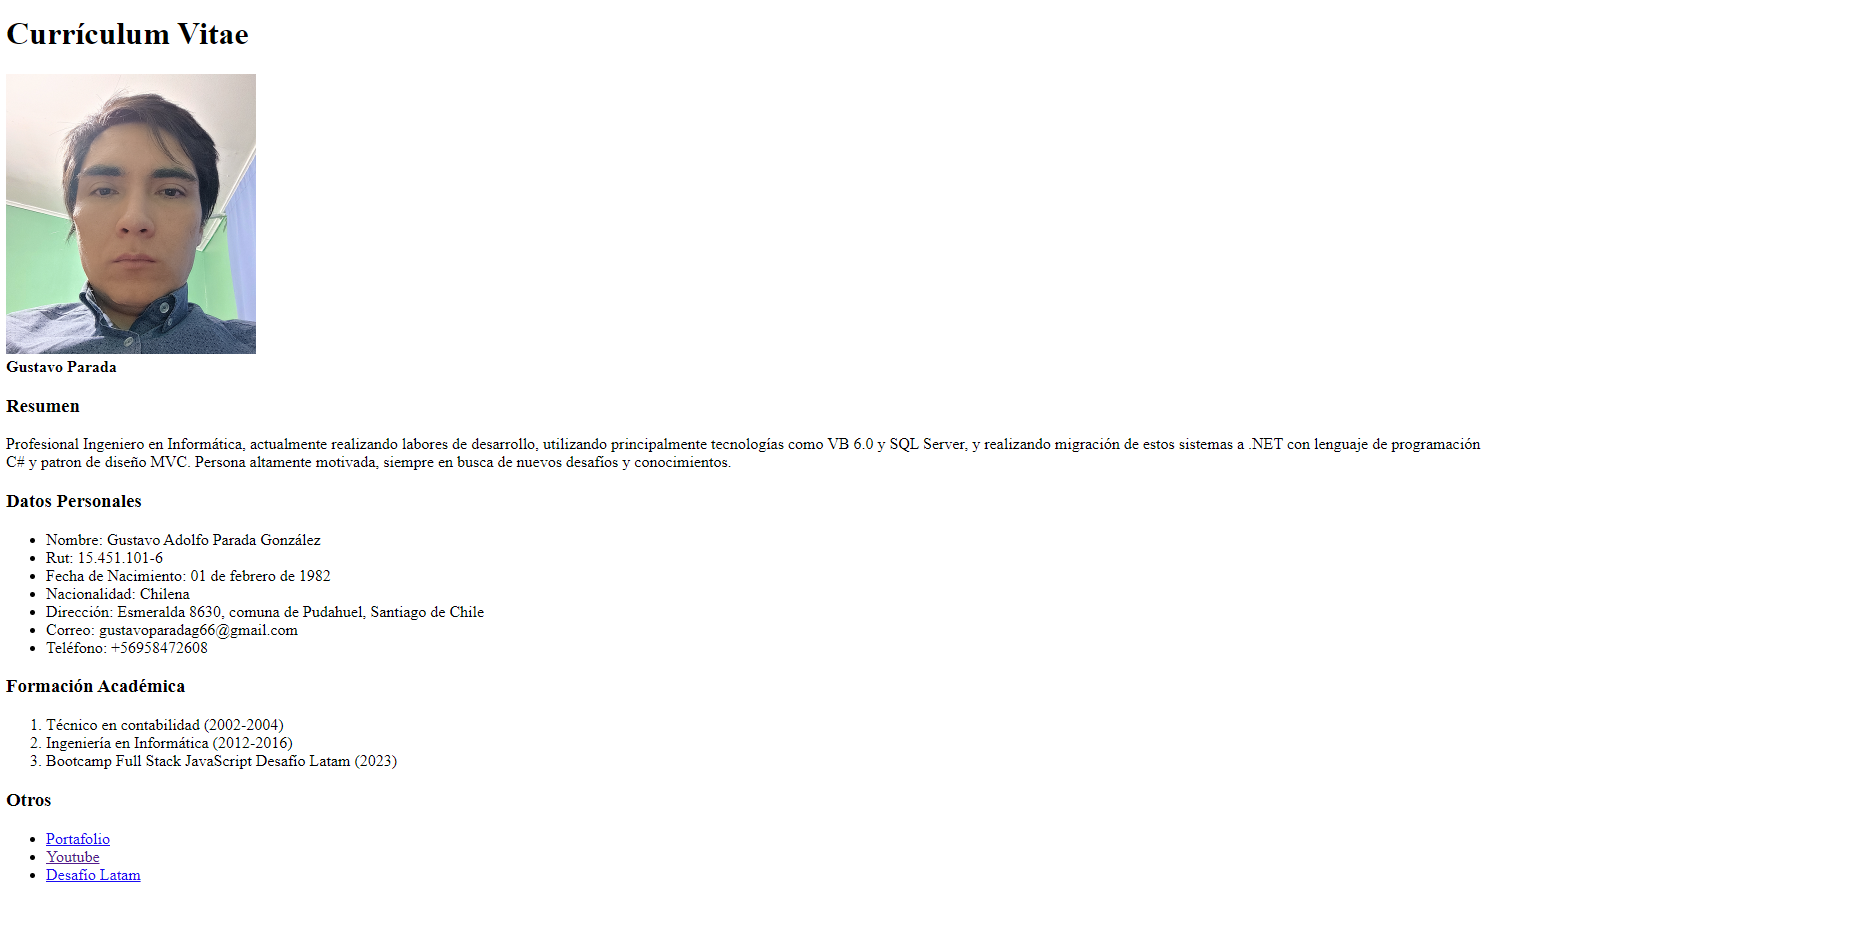 Currículum Vitae
Gustavo Parada
Resumen
Profesional Ingeniero en Informática, actualmente realizando labores de desarrollo, utilizando principalmente tecnologías como VB 6.0 y SQL Server, y realizando migración de estos sistemas a .NET con lenguaje de programación
C# y patron de diseño MVC. Persona altamente motivada, siempre en busca de nuevos desafíos y conocimientos.
Datos Personales
• Nombre: Gustavo Adolfo Parada González
• Rut: 15.451.101-6
• Fecha de Nacimiento: 01 de febrero de 1982
• Nacionalidad: Chilena
• Dirección: Esmeralda 8630, comuna de Pudahuel, Santiago de Chile
• Correo: gustavoparadag66@gmail.com
• Teléfono: +56958472608
Formación Académica
1. Técnico en contabilidad (2002-2004)
2. Ingeniería en Informática (2012-2016)
3. Bootcamp Full Stack JavaScript Desafío Latam (2023)
Otros
• Portafolio
• Youtube
• Desafío Latam